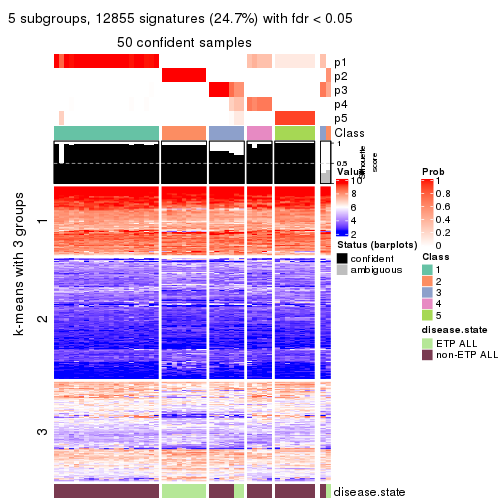 5 subgroups, 12855 signatures (24.7%) with fdr < 0.05
50 confident samples
p1
p2
p3
p4
p5
Class
1
0.5
silhouette
score
k-means with 3 groups
1
2
3
Value
10
8
6
4
2
Status (barplots)
confident
ambiguous
Prob
1
0.8
0.6
0.4
0.2
0
Class
1
2
3
4
5
disease.state
ETP ALL
non-ETP ALL
disease.state